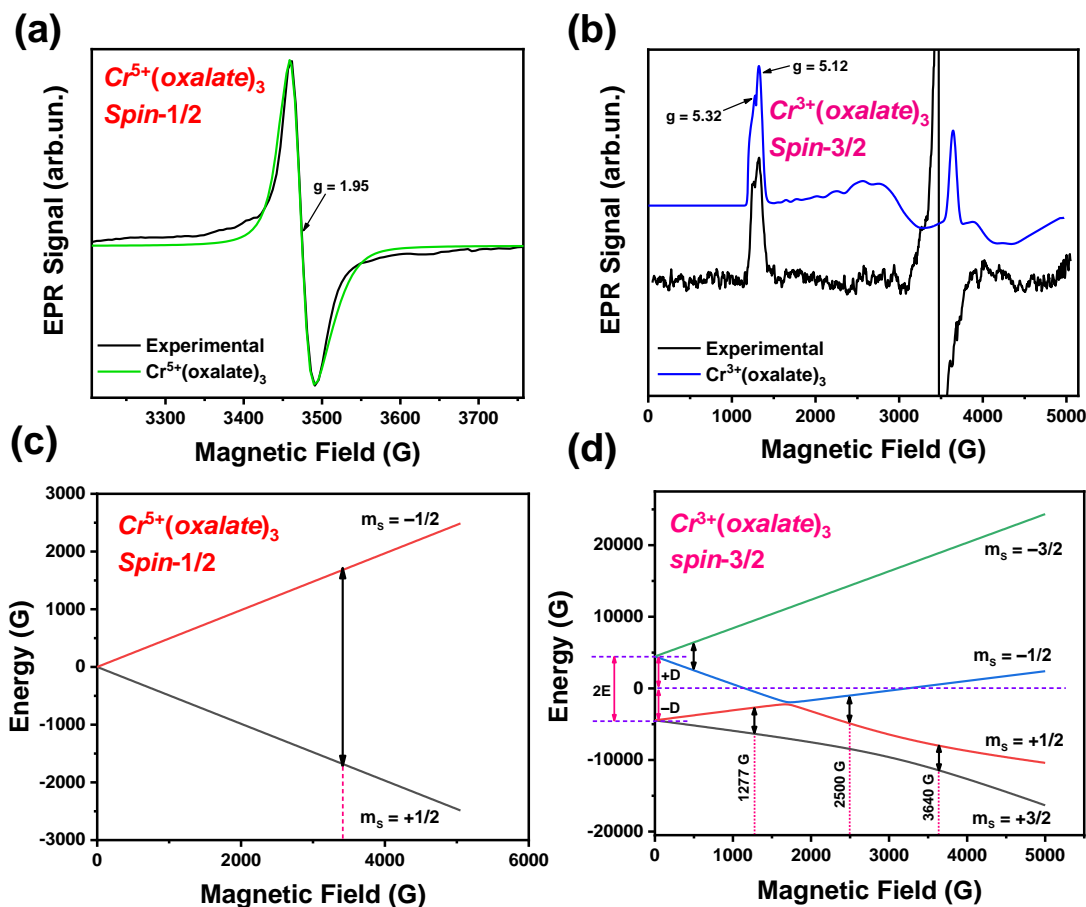 (a)
Cr⁵⁺(oxalate)₃
Spin-1/2
g = 1.95
Experimental
Cr⁵⁺(oxalate)₃
EPR Signal (arb.un.)
3300 3400 3500 3600 3700
Magnetic Field (G)
(b)
g = 5.12
g = 5.32
Cr³⁺(oxalate)₃
Spin-3/2
Experimental
Cr³⁺(oxalate)₃
EPR Signal (arb.un.)
0 1000 2000 3000 4000 5000
Magnetic Field (G)
(c)
3000
2000
1000
0
-1000
-2000
-3000
Energy (G)
Cr⁵⁺(oxalate)₃
Spin-1/2
mₛ = –1/2
mₛ = +1/2
0 2000 4000 6000
Magnetic Field (G)
(d)
20000
10000
0
-10000
-20000
Energy (G)
Cr³⁺(oxalate)₃
spin-3/2
mₛ = –3/2
mₛ = –1/2
2E
+D
–D
mₛ = +1/2
1277 G
2500 G
3640 G
mₛ = +3/2
0 1000 2000 3000 4000 5000
Magnetic Field (G)